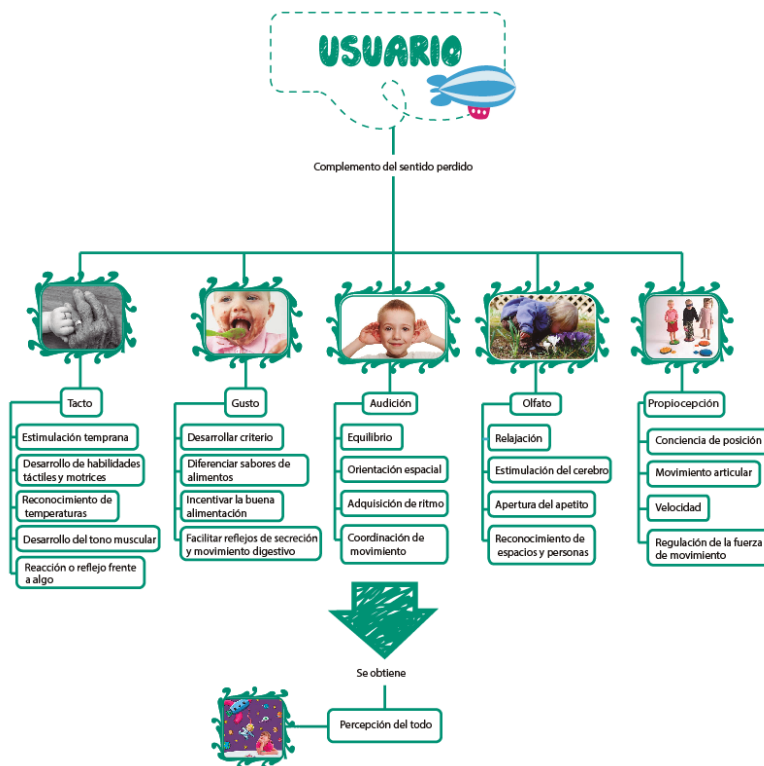 USUARIO
Complemento del sentido perdido
Tacto
Estimulación temprana
Desarrollo de habilidades
táctiles y motrices
Reconocimiento de
temperaturas
Desarrollo del tono muscular
Reacción o reflejo frente
a algo
Gusto
Desarrollar criterio
Diferenciar sabores de
alimentos
Incentivar la buena
alimentación
Facilitar reflejos de secreción
y movimiento digestivo
Audición
Equilibrio
Orientación espacial
Adquisición de ritmo
Coordinación de
movimiento
Olfato
Relajación
Estimulación del cerebro
Apertura del apetito
Reconocimiento de
espacios y personas
Propiocepción
Conciencia de posición
Movimiento articular
Velocidad
Regulación de la fuerza
de movimiento
Se obtiene
Percepción del todo